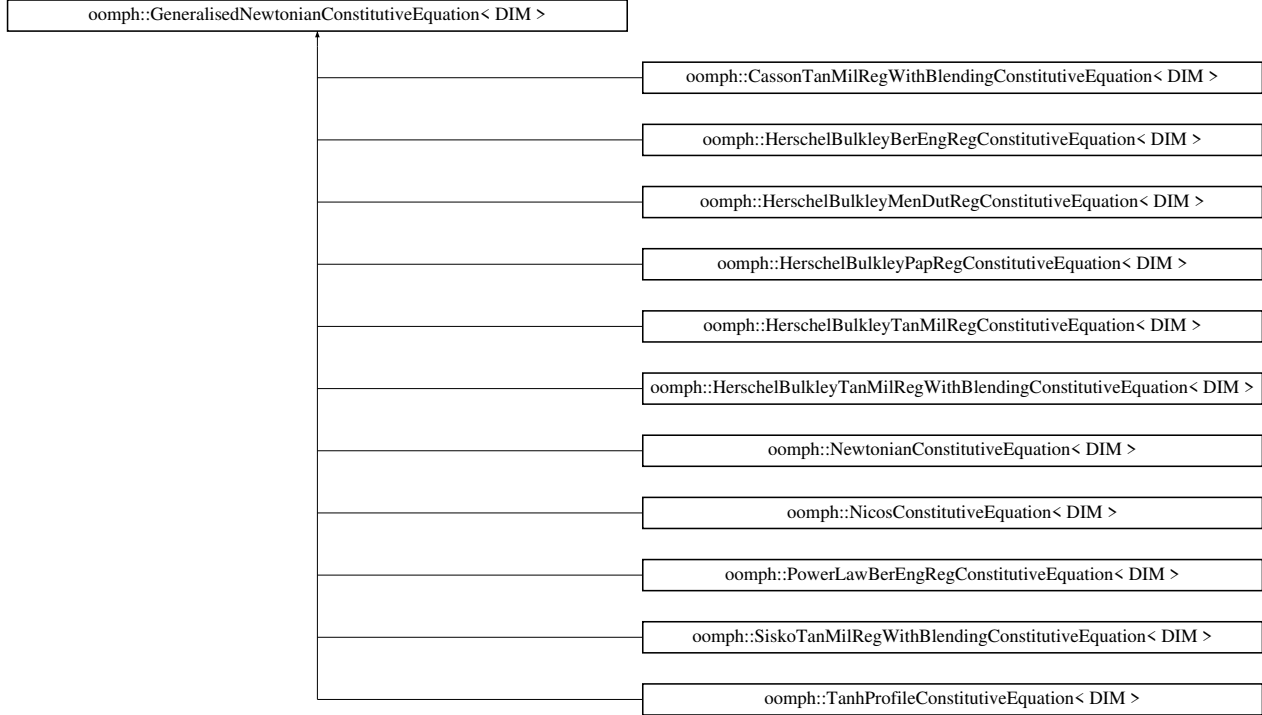 oomph::GeneralisedNewtonianConstitutiveEquation< DIM >
oomph::CassonTanMilRegWithBlendingConstitutiveEquation< DIM >
oomph::HerschelBulkleyBerEngRegConstitutiveEquation< DIM >
oomph::HerschelBulkleyMenDutRegConstitutiveEquation< DIM >
oomph::HerschelBulkleyPapRegConstitutiveEquation< DIM >
oomph::HerschelBulkleyTanMilRegConstitutiveEquation< DIM >
oomph::HerschelBulkleyTanMilRegWithBlendingConstitutiveEquation< DIM >
oomph::NewtonianConstitutiveEquation< DIM >
oomph::NicosConstitutiveEquation< DIM >
oomph::PowerLawBerEngRegConstitutiveEquation< DIM >
oomph::SiskoTanMilRegWithBlendingConstitutiveEquation< DIM >
oomph::TanhProfileConstitutiveEquation< DIM >